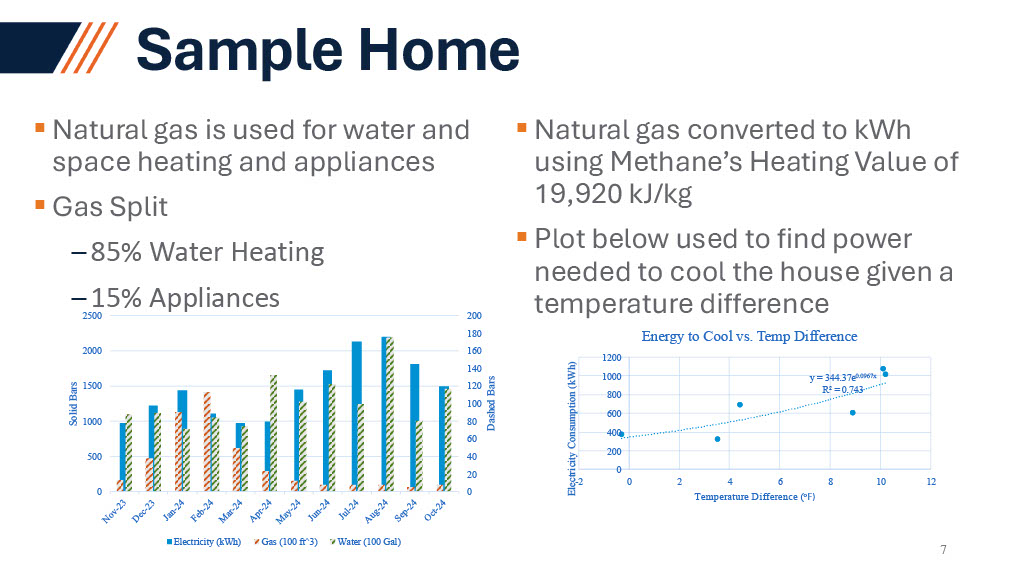 Sample Home
Natural gas is used for water and
space heating and appliances
Gas Split
–85% Water Heating
–15% Appliances
Natural gas converted to kWh
using Methane's Heating Value of
19,920 kJ/kg
Plot below used to find power
needed to cool the house given a
temperature difference
2500
2000
1500
1000
500
0
Solid Bars
200
180
160
140
120
100
80
60
40
20
0
Dashed Bars
Nov-23
Dec-23
Jan-24
Feb-24
Mar-24
Apr-24
May-24
Jun-24
Jul-24
Aug-24
Sep-24
Oct-24
Electricity (kWh) Gas (100 ft^3) Water (100 Gal)
Energy to Cool vs. Temp Difference
Electricity Consumption (kWh)
1200
1000
800
600
400
200
0
y = 344.37e^0.0967x
R² = 0.743
-2 0 2 4 6 8 10 12
Temperature Difference (°F)
7